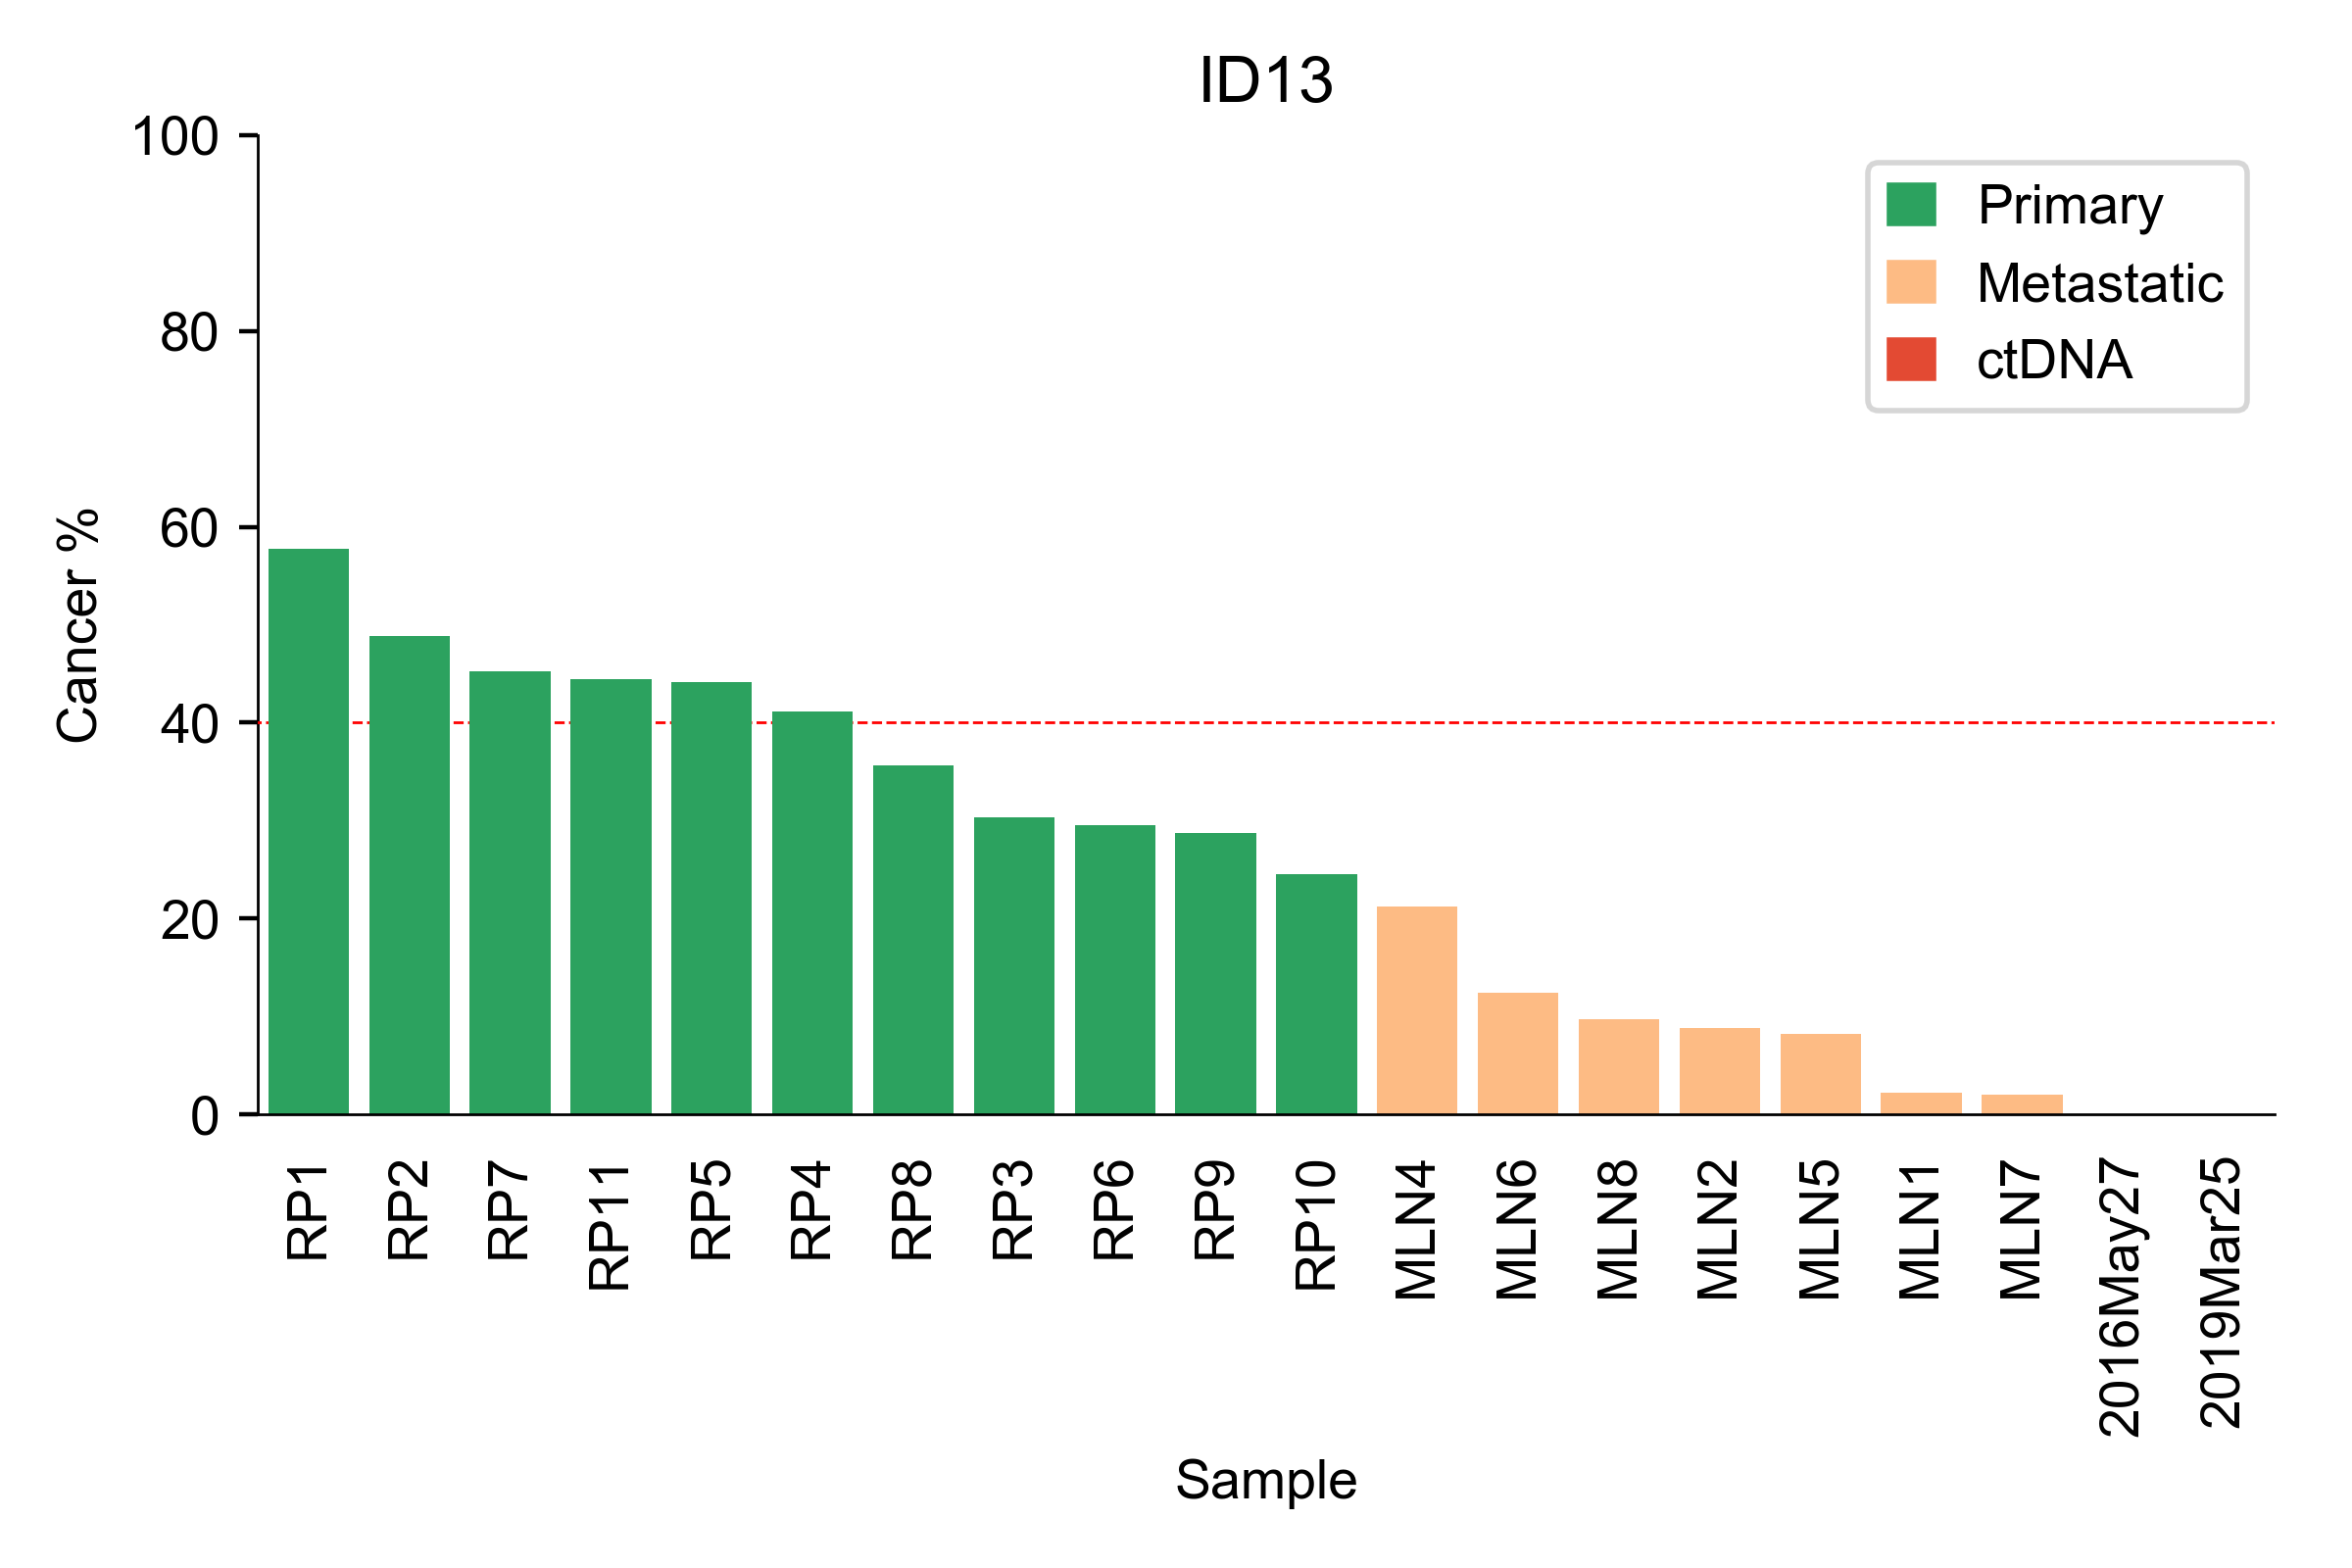 ID13
100
80
60
40
20
0
Cancer %
Primary
Metastatic
ctDNA
RP1
RP2
RP7
RP11
RP5
RP4
RP8
RP3
RP6
RP9
RP10
MLN4
MLN6
MLN8
MLN2
MLN5
MLN1
MLN7
2016May27
2019Mar25
Sample